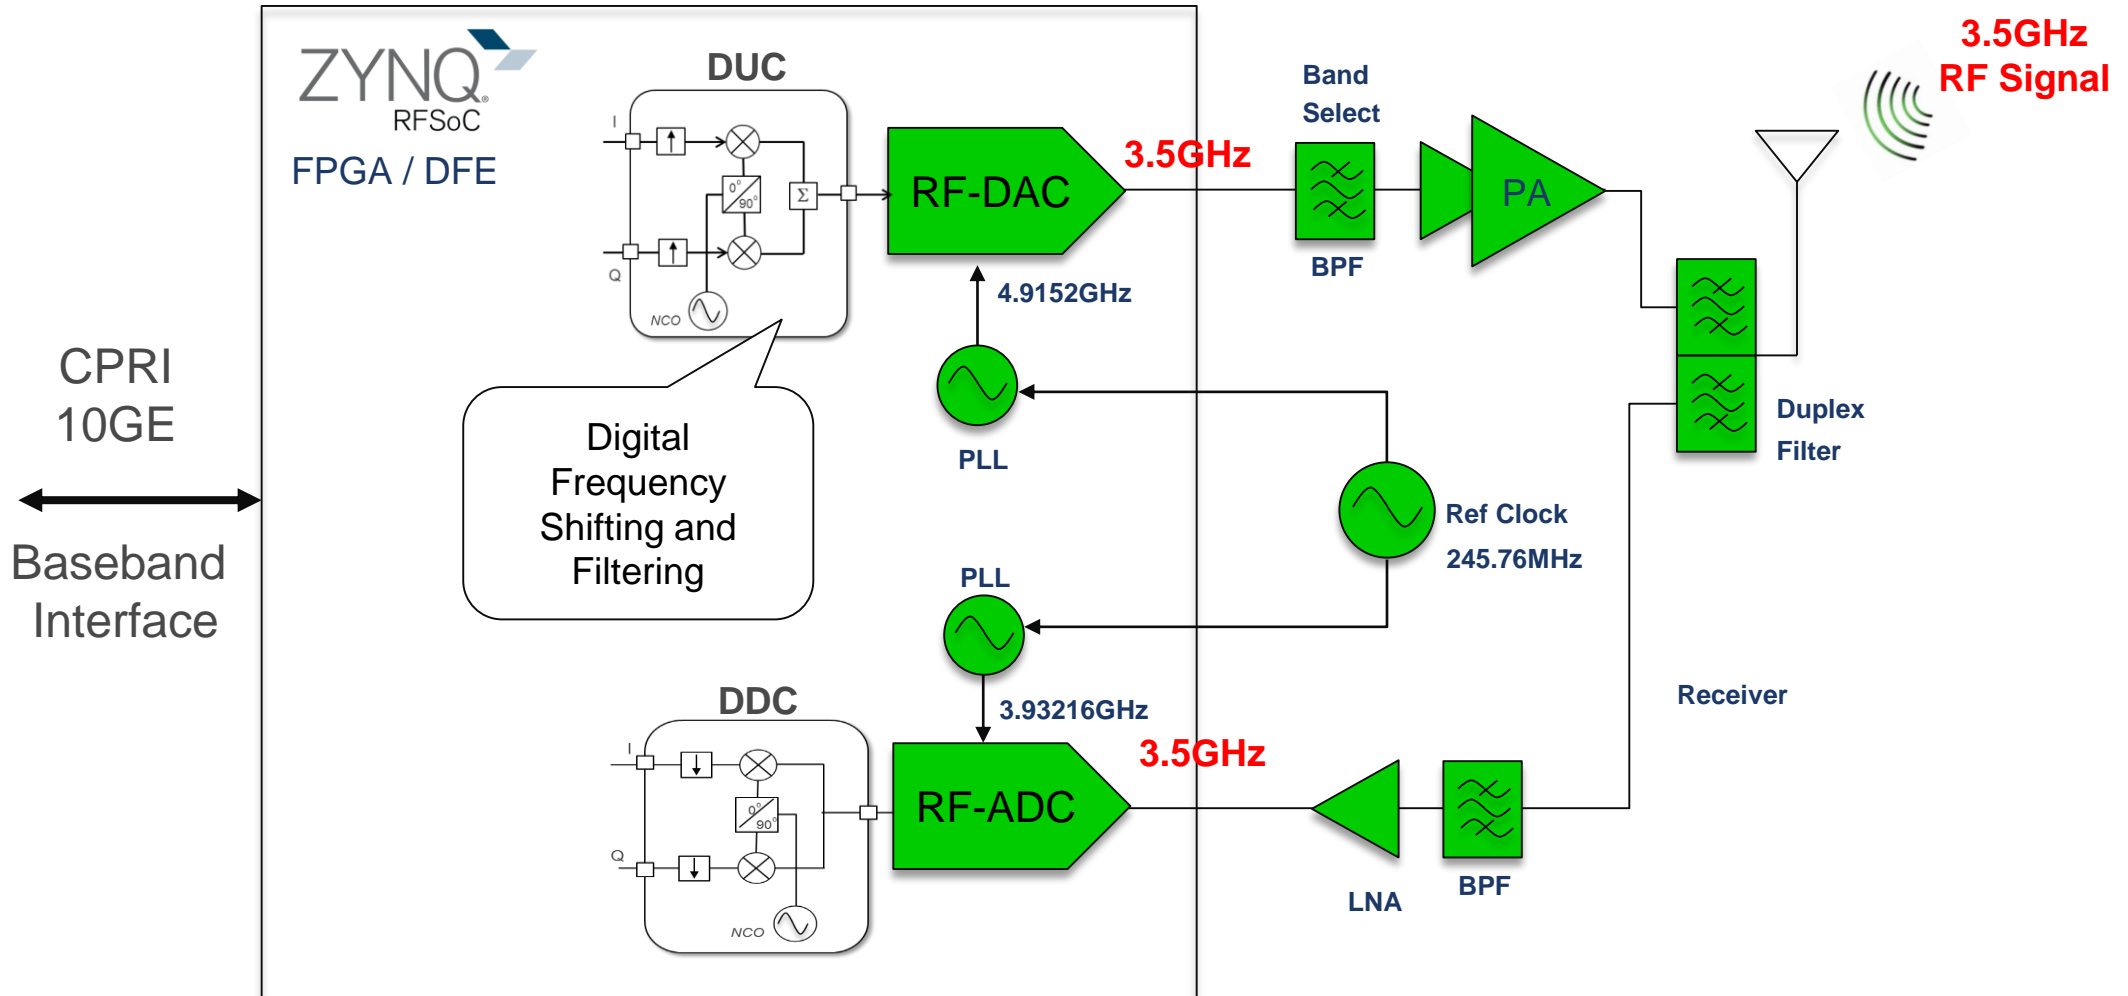 ZYNQ®
RFSoC
FPGA / DFE
DUC
I
Q
0°
90°
Σ
NCO
RF-DAC
3.5GHz
4.9152GHz
PLL
Digital
Frequency
Shifting and
Filtering
CPRI
10GE
Baseband
Interface
Band
Select
BPF
PA
3.5GHz
RF Signal
Duplex
Filter
Ref Clock
245.76MHz
PLL
3.93216GHz
DDC
I
Q
0°
90°
NCO
RF-ADC
3.5GHz
LNA
BPF
Receiver